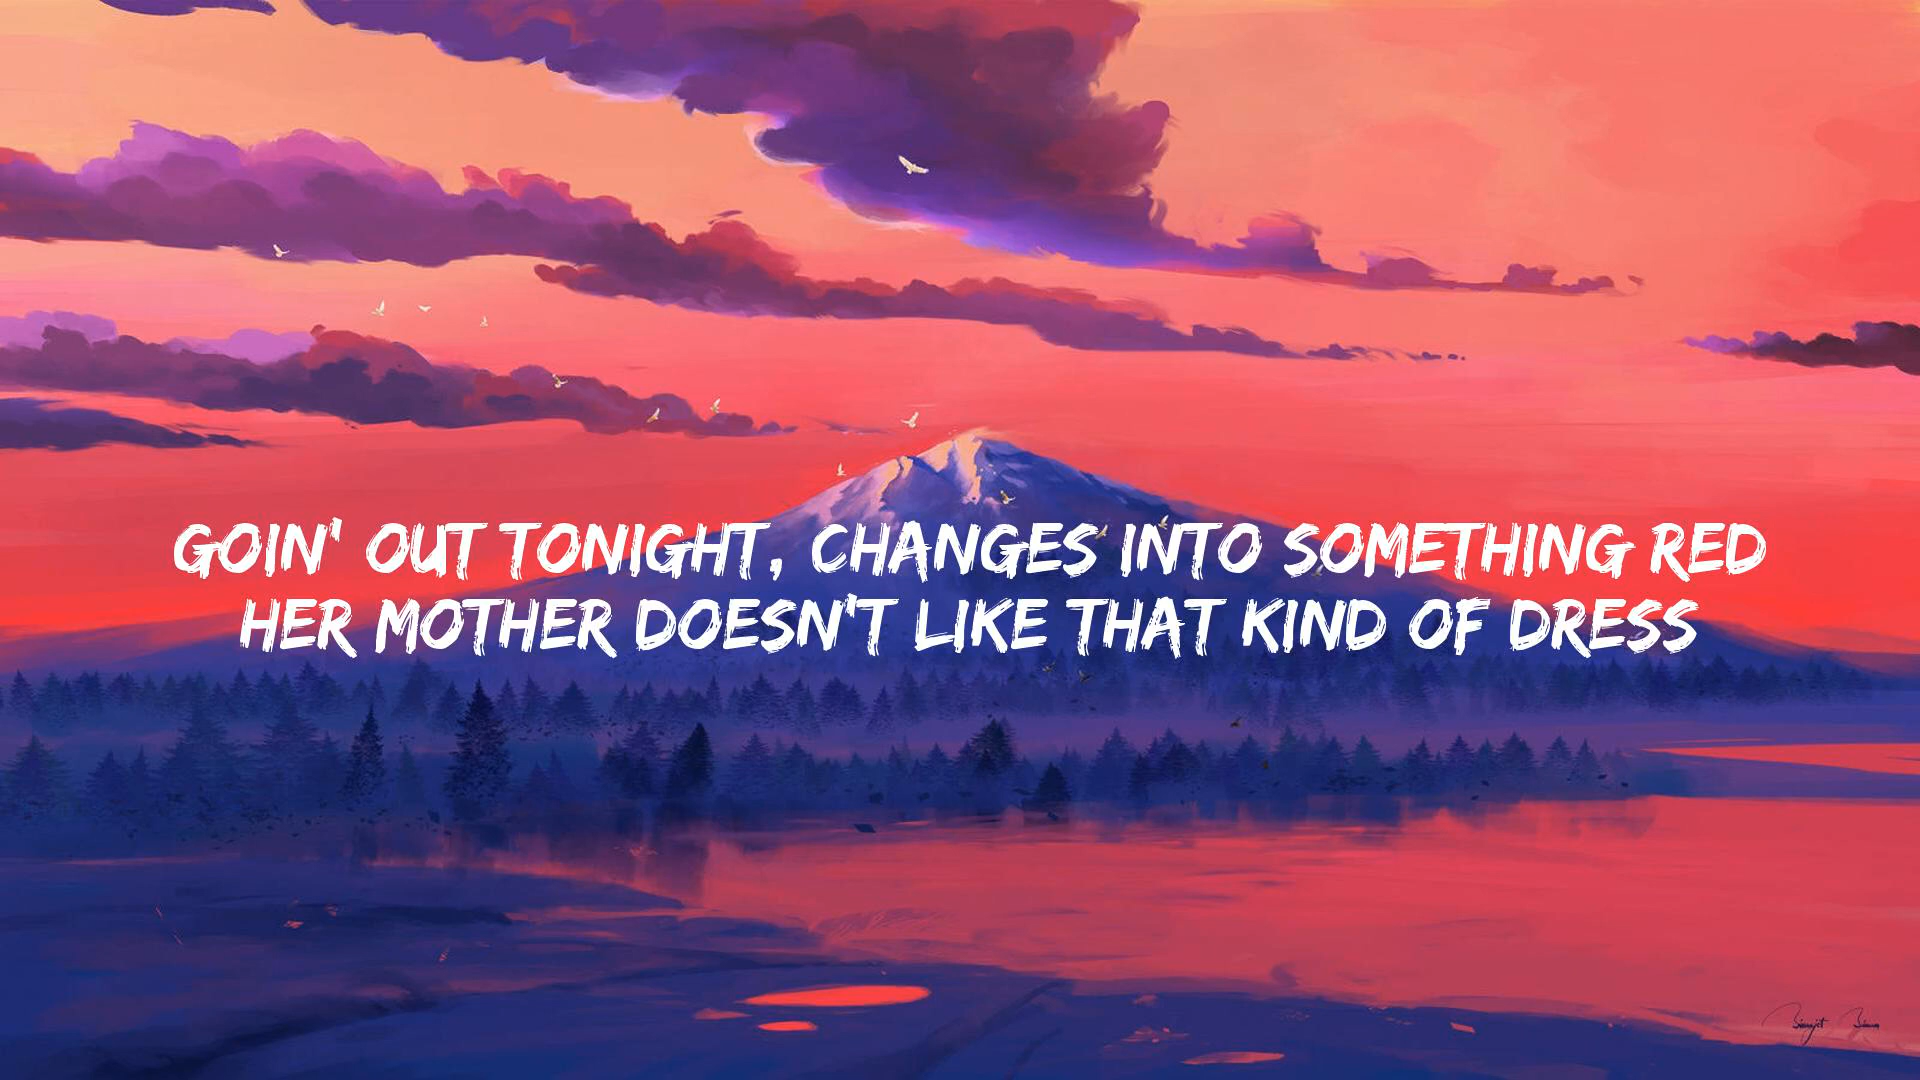 GOIN' OUT TONIGHT, CHANGES INTO SOMETHING RED
HER MOTHER DOESN'T LIKE THAT KIND OF DRESS